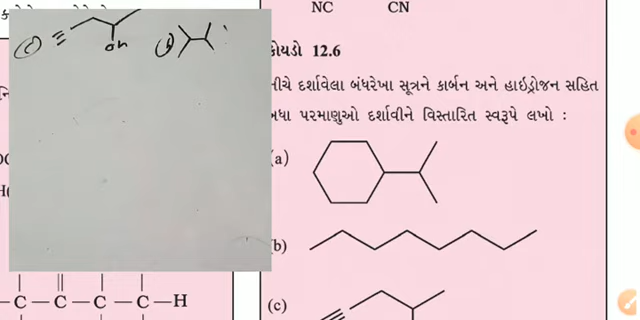 NC CN
કોયડો 12.6
નીચે દર્શાવેલા બંધરેખા સૂત્રને કાર્બન અને હાઇડ્રોજન સહિત
બધા પરમાણુઓ દર્શાવીને વિસ્તારિત સ્વરૂપે લખો :
(a)
(b)
(c)
(c) OH
C — C — C — C — H